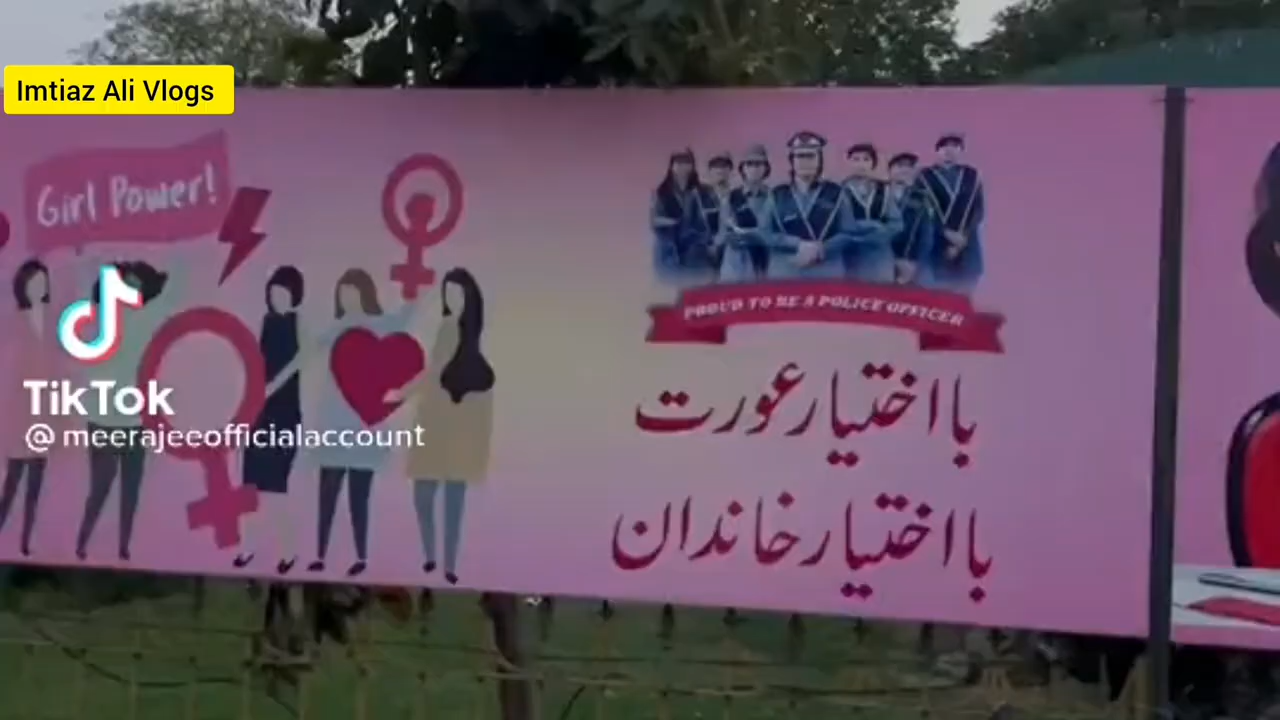 Imtiaz Ali Vlogs
Girl Power!
PROUD TO BE A POLICE OFFICER
بااختیار عورت
بااختیار خاندان
TikTok
@meerajeeofficialaccount